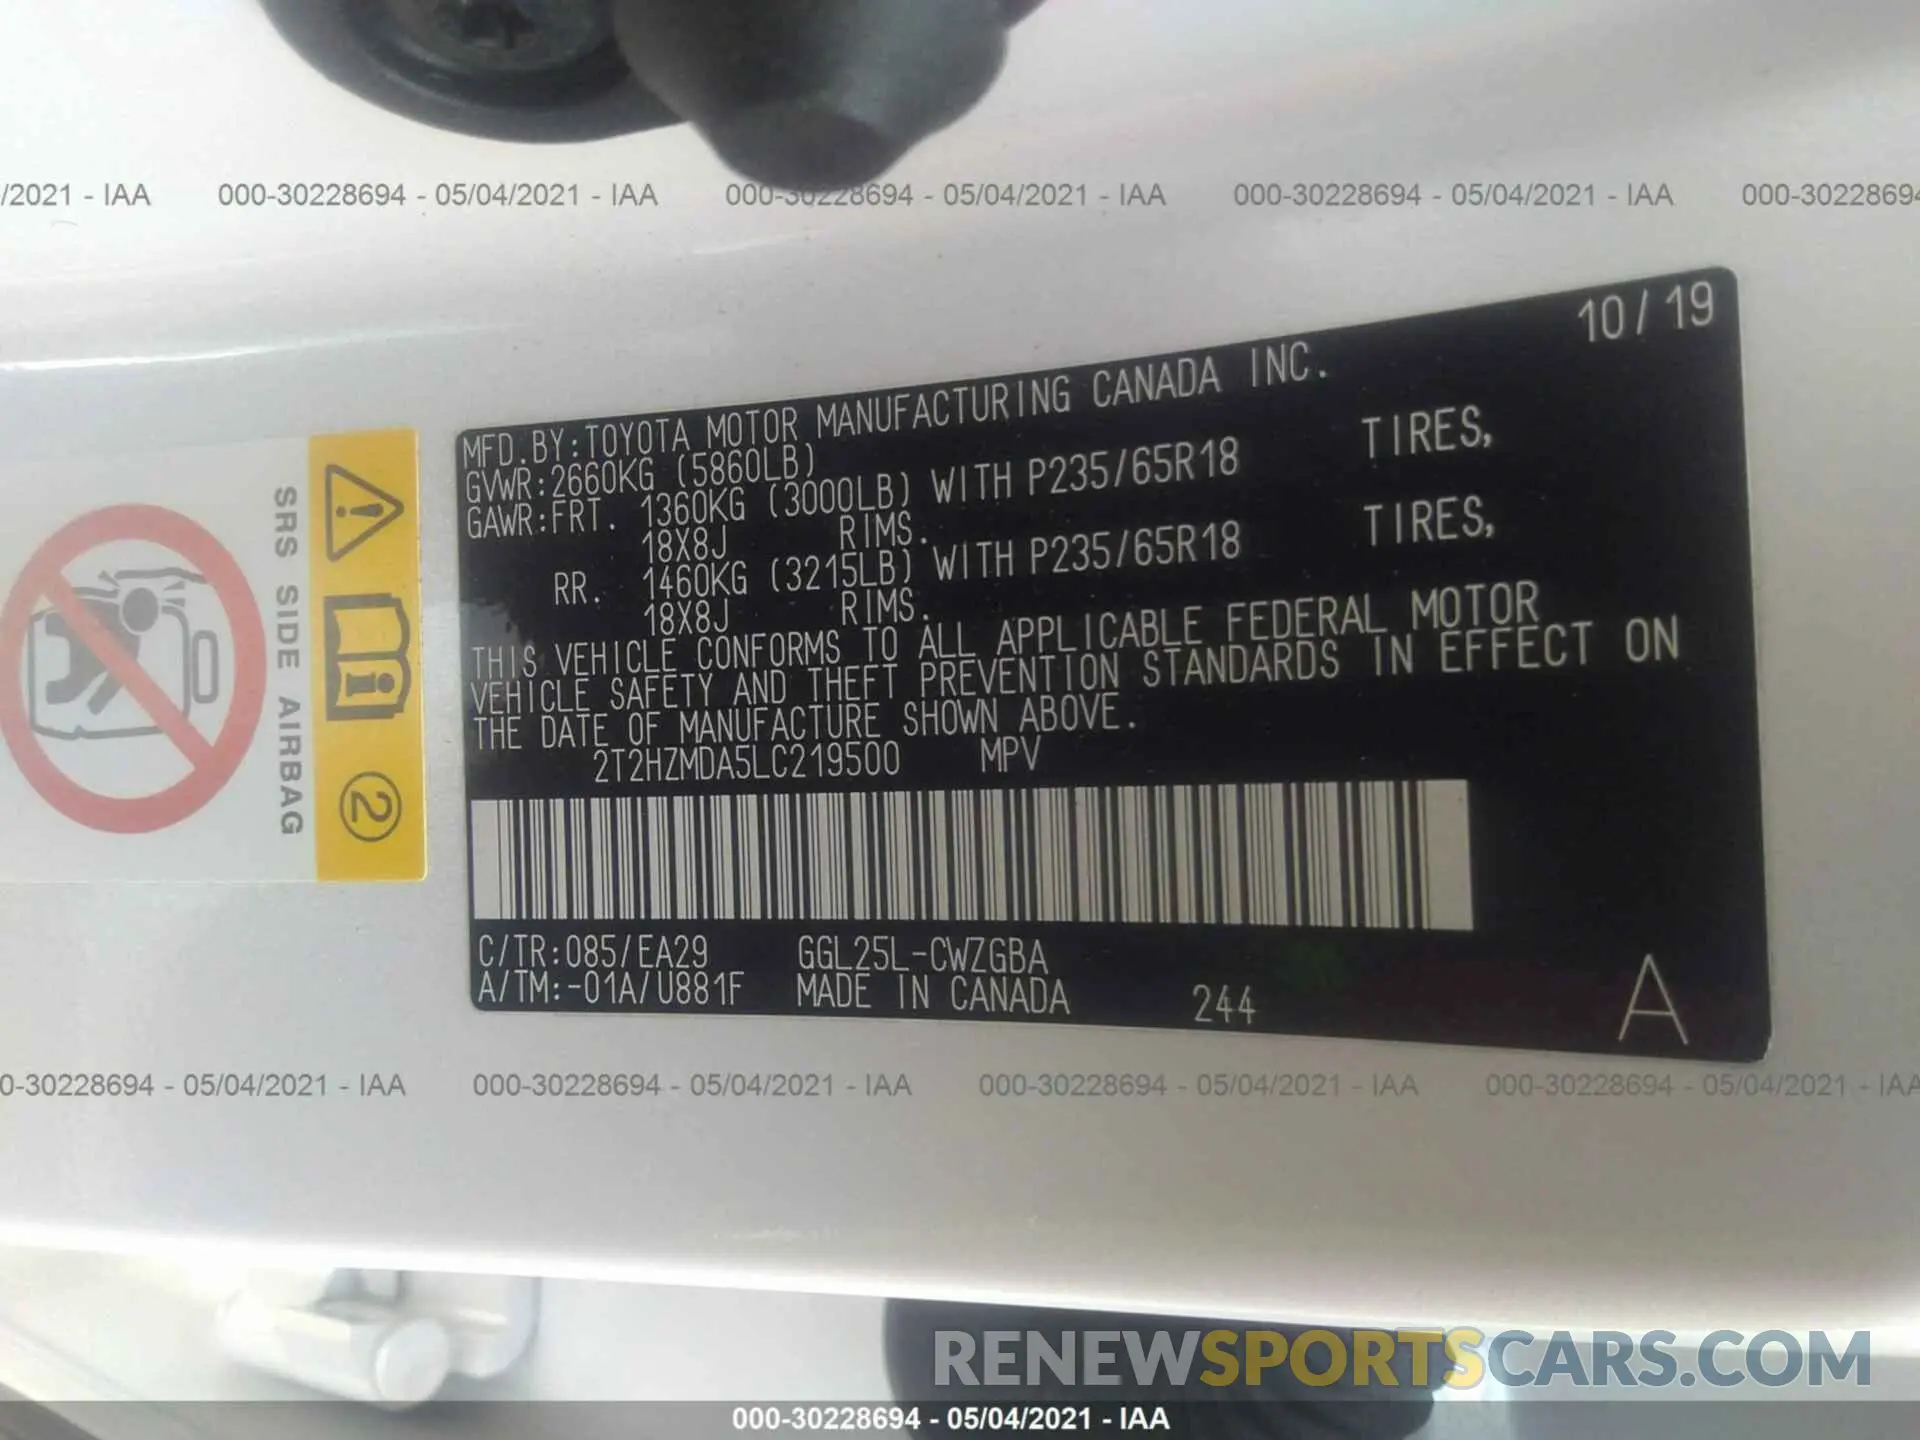 /2021 - IAA 000-30228694 - 05/04/2021 - IAA 000-30228694 - 05/04/2021 - IAA 000-30228694 - 05/04/2021 - IAA 000-3022869
10/19
MFD.BY:TOYOTA MOTOR MANUFACTURING CANADA INC.
GVWR:2660KG (5860LB)
GAWR:FRT. 1360KG (3000LB) WITH P235/65R18 TIRES,
18X8J RIMS.
RR. 1460KG (3215LB) WITH P235/65R18 TIRES,
18X8J RIMS.
THIS VEHICLE CONFORMS TO ALL APPLICABLE FEDERAL MOTOR
VEHICLE SAFETY AND THEFT PREVENTION STANDARDS IN EFFECT ON
THE DATE OF MANUFACTURE SHOWN ABOVE.
2T2HZMDA5LC219500 MPV
C/TR:085/EA29 GGL25L-CWZGBA
A/TM:-01A/U881F MADE IN CANADA 244 A
SRS SIDE AIRBAG
2
0-30228694 - 05/04/2021 - IAA 000-30228694 - 05/04/2021 - IAA 000-30228694 - 05/04/2021 - IAA 000-30228694 - 05/04/2021 - IAA
RENEWSPORTSCARS.COM
000-30228694 - 05/04/2021 - IAA